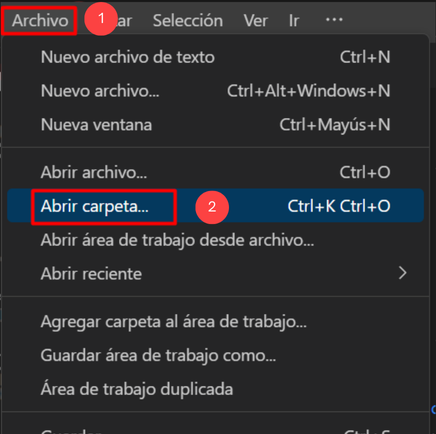 Archivo 1 ar Selección Ver Ir ...
Nuevo archivo de texto Ctrl+N
Nuevo archivo... Ctrl+Alt+Windows+N
Nueva ventana Ctrl+Mayús+N
Abrir archivo... Ctrl+O
Abrir carpeta... 2 Ctrl+K Ctrl+O
Abrir área de trabajo desde archivo...
Abrir reciente >
Agregar carpeta al área de trabajo...
Guardar área de trabajo como...
Área de trabajo duplicada